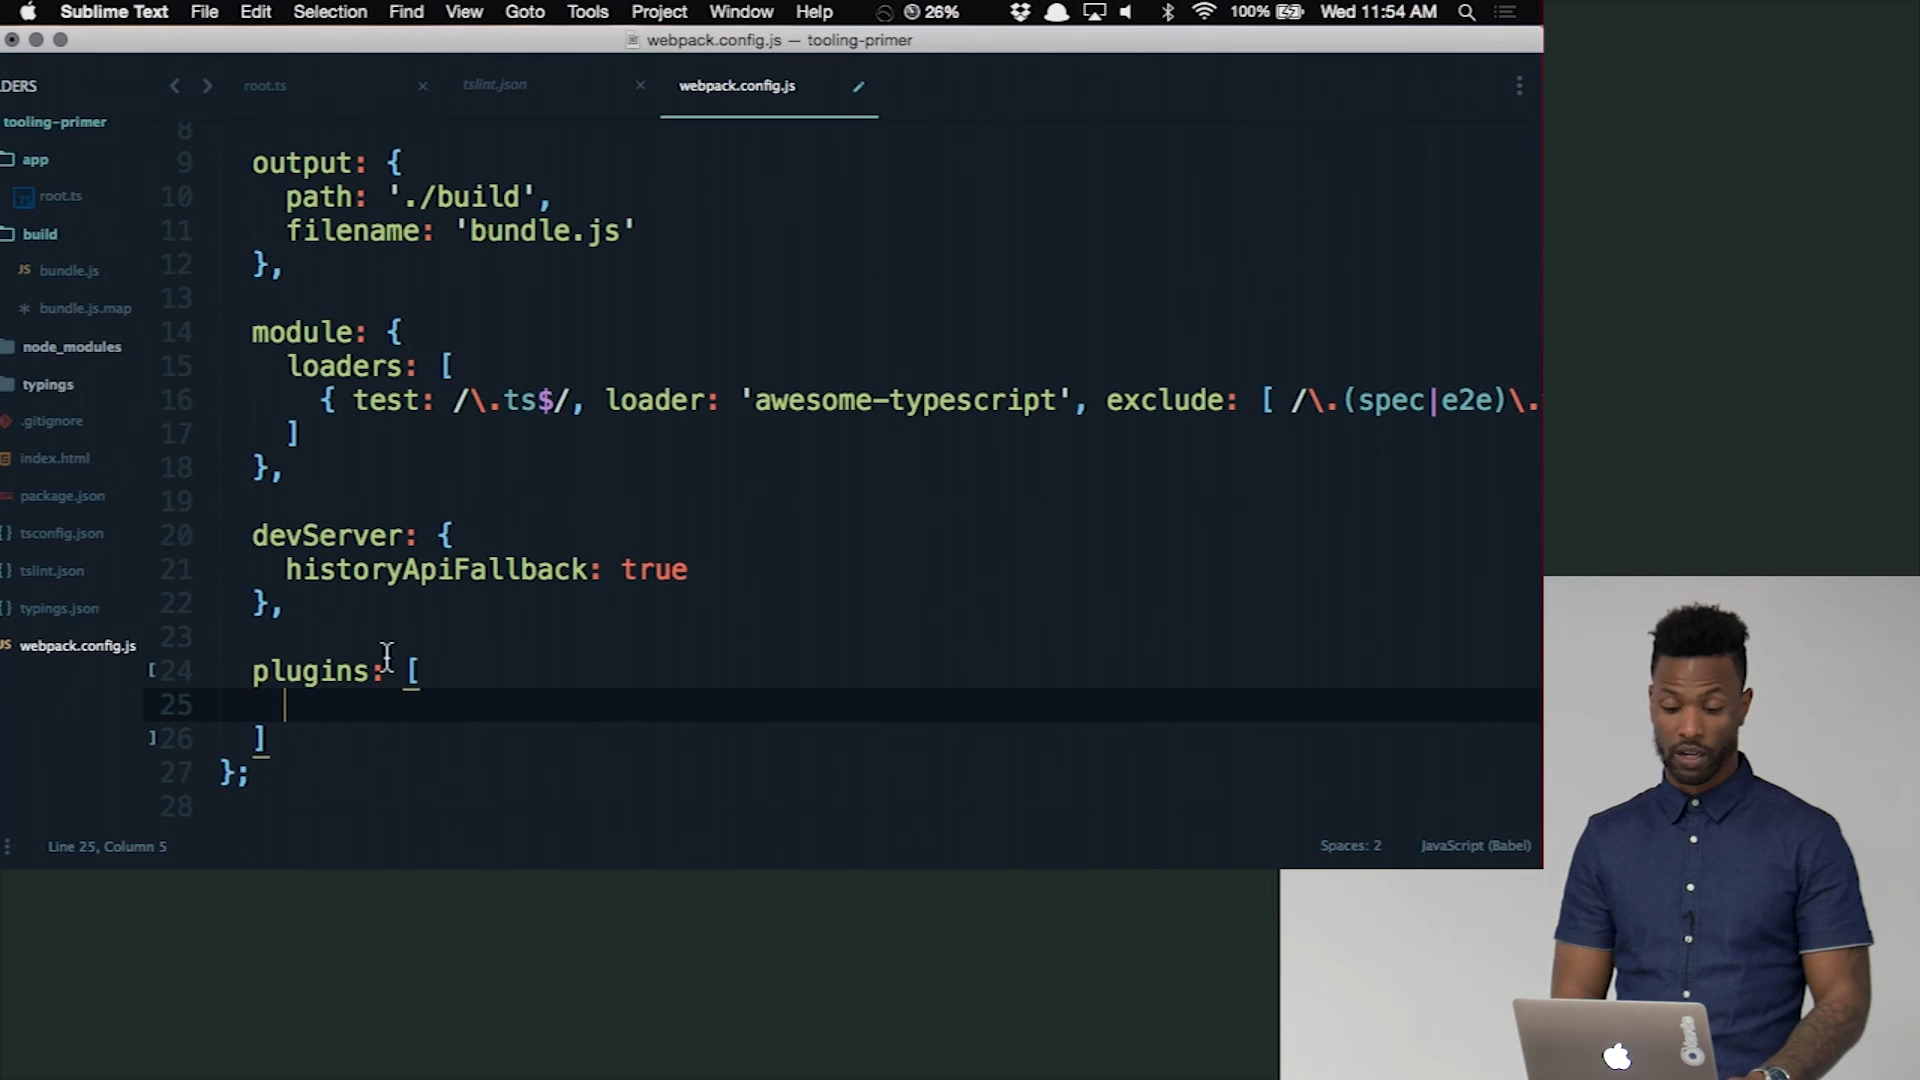 Sublime Text File Edit Selection Find View Goto Tools Project Window Help 26% 100% Wed 11:54 AM
webpack.config.js — tooling-primer
DERS
root.ts
tslint.json
webpack.config.js
tooling-primer
app
TS root.ts
build
JS bundle.js
* bundle.js.map
node_modules
typings
.gitignore
index.html
package.json
{} tsconfig.json
{} tslint.json
{} typings.json
JS webpack.config.js
8
9 output: {
10 path: './build',
11 filename: 'bundle.js'
12 },
13
14 module: {
15 loaders: [
16 { test: /\.ts$/, loader: 'awesome-typescript', exclude: [ /\.(spec|e2e)\.
17 ]
18 },
19
20 devServer: {
21 historyApiFallback: true
22 },
23
24 plugins: [
25
26 ]
27 };
28
Line 25, Column 5
Spaces: 2
JavaScript (Babel)